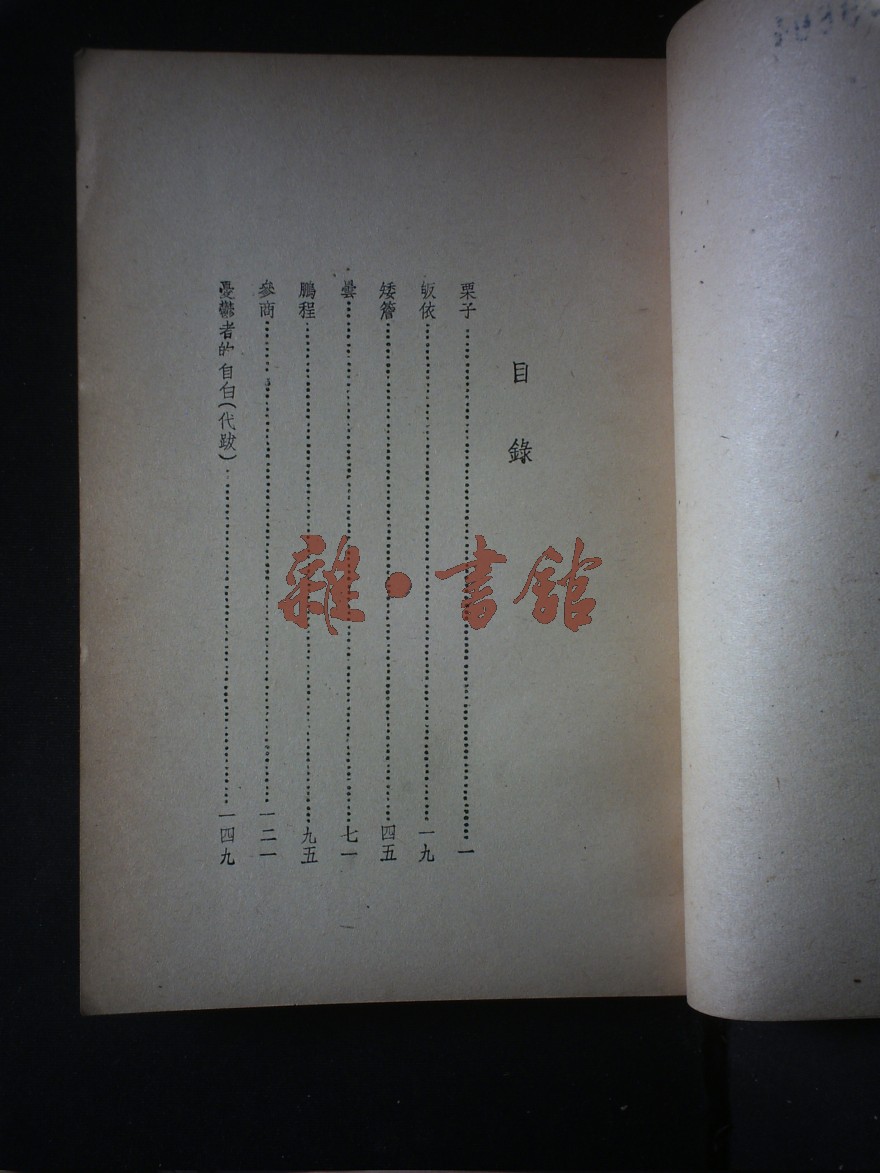 目錄
栗子 一
皈依 一九
矮簷 四五
曇 七一
鵬程 九五
參商 一二一
憂鬱者的自白(代跋) 一四九
雜·書館